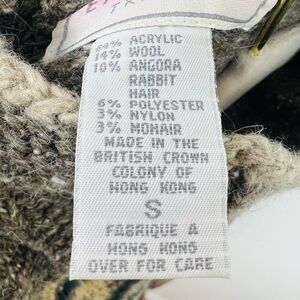 64% ACRYLIC
14% WOOL
10% ANGORA
RABBIT
HAIR
6% POLYESTER
3% NYLON
3% MOHAIR
MADE IN THE
BRITISH CROWN
COLONY OF
HONG KONG
S
FABRIQUE A
HONG KONG
OVER FOR CARE